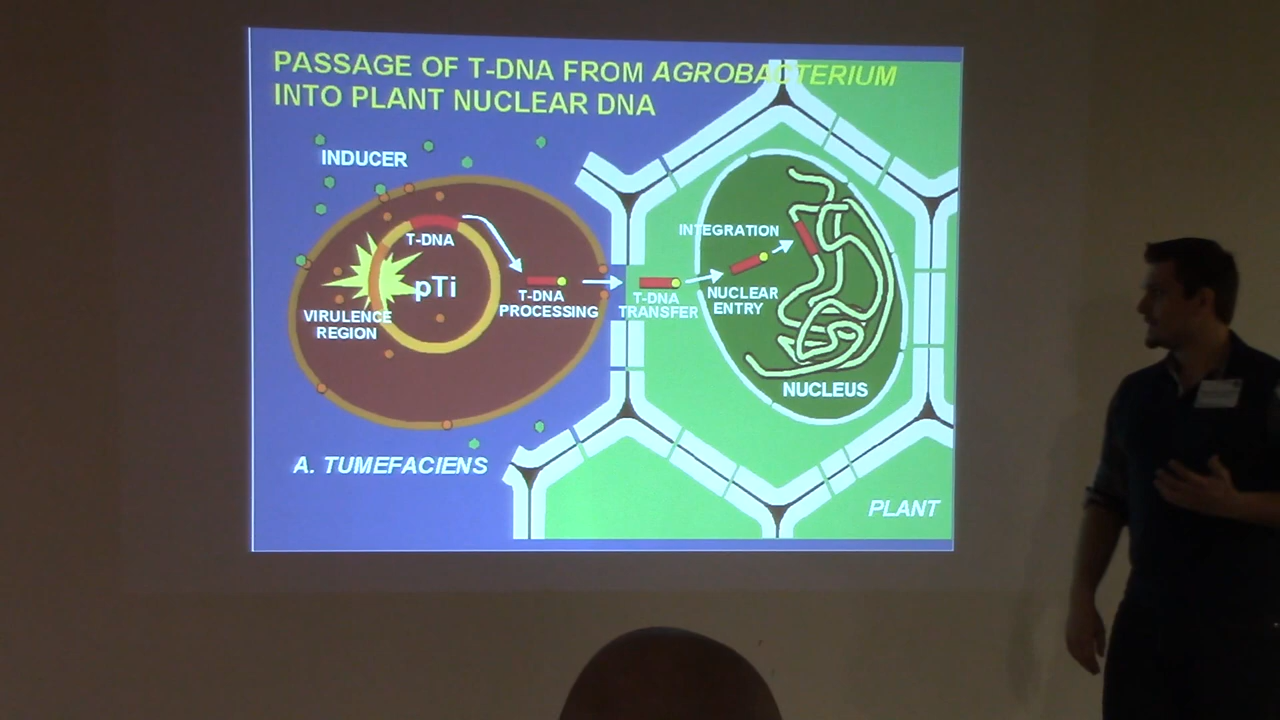 PASSAGE OF T-DNA FROM AGROBACTERIUM
INTO PLANT NUCLEAR DNA
INDUCER
T-DNA
pTi
VIRULENCE
REGION
T-DNA
PROCESSING
T-DNA
TRANSFER
NUCLEAR
ENTRY
INTEGRATION
NUCLEUS
A. TUMEFACIENS
PLANT